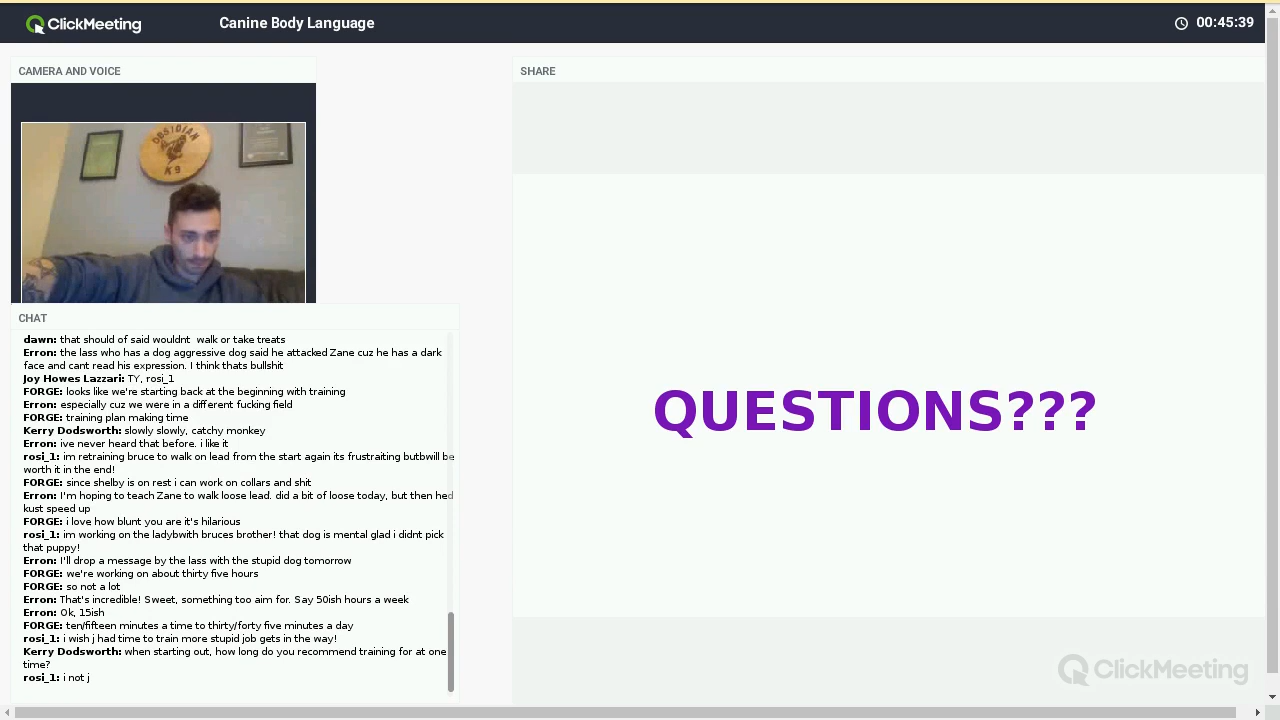 ClickMeeting
Canine Body Language
00:45:39
CAMERA AND VOICE
OBSIDIAN
K9
CHAT
dawn: that should of said wouldnt  walk or take treats
Erron: the lass who has a dog aggressive dog said he attacked Zane cuz he has a dark
face and cant read his expression. I think thats bullshit
Joy Howes Lazzari: TY, rosi_1
FORGE: looks like we're starting back at the beginning with training
Erron: especially cuz we were in a different fucking field
FORGE: training plan making time
Kerry Dodsworth: slowly slowly, catchy monkey
Erron: ive never heard that before. i like it
rosi_1: im retraining bruce to walk on lead from the start again its frustraiting butbwill be
worth it in the end!
FORGE: since shelby is on rest i can work on collars and shit
Erron: I'm hoping to teach Zane to walk loose lead. did a bit of loose today, but then hed
kust speed up
FORGE: i love how blunt you are it's hilarious
rosi_1: im working on the ladybwith bruces brother! that dog is mental glad i didnt pick
that puppy!
Erron: I'll drop a message by the lass with the stupid dog tomorrow
FORGE: we're working on about thirty five hours
FORGE: so not a lot
Erron: That's incredible! Sweet, something too aim for. Say 50ish hours a week
Erron: Ok, 15ish
FORGE: ten/fifteen minutes a time to thirty/forty five minutes a day
rosi_1: i wish j had time to train more stupid job gets in the way!
Kerry Dodsworth: when starting out, how long do you recommend training for at one
time?
rosi_1: i not j
SHARE
QUESTIONS???
ClickMeeting